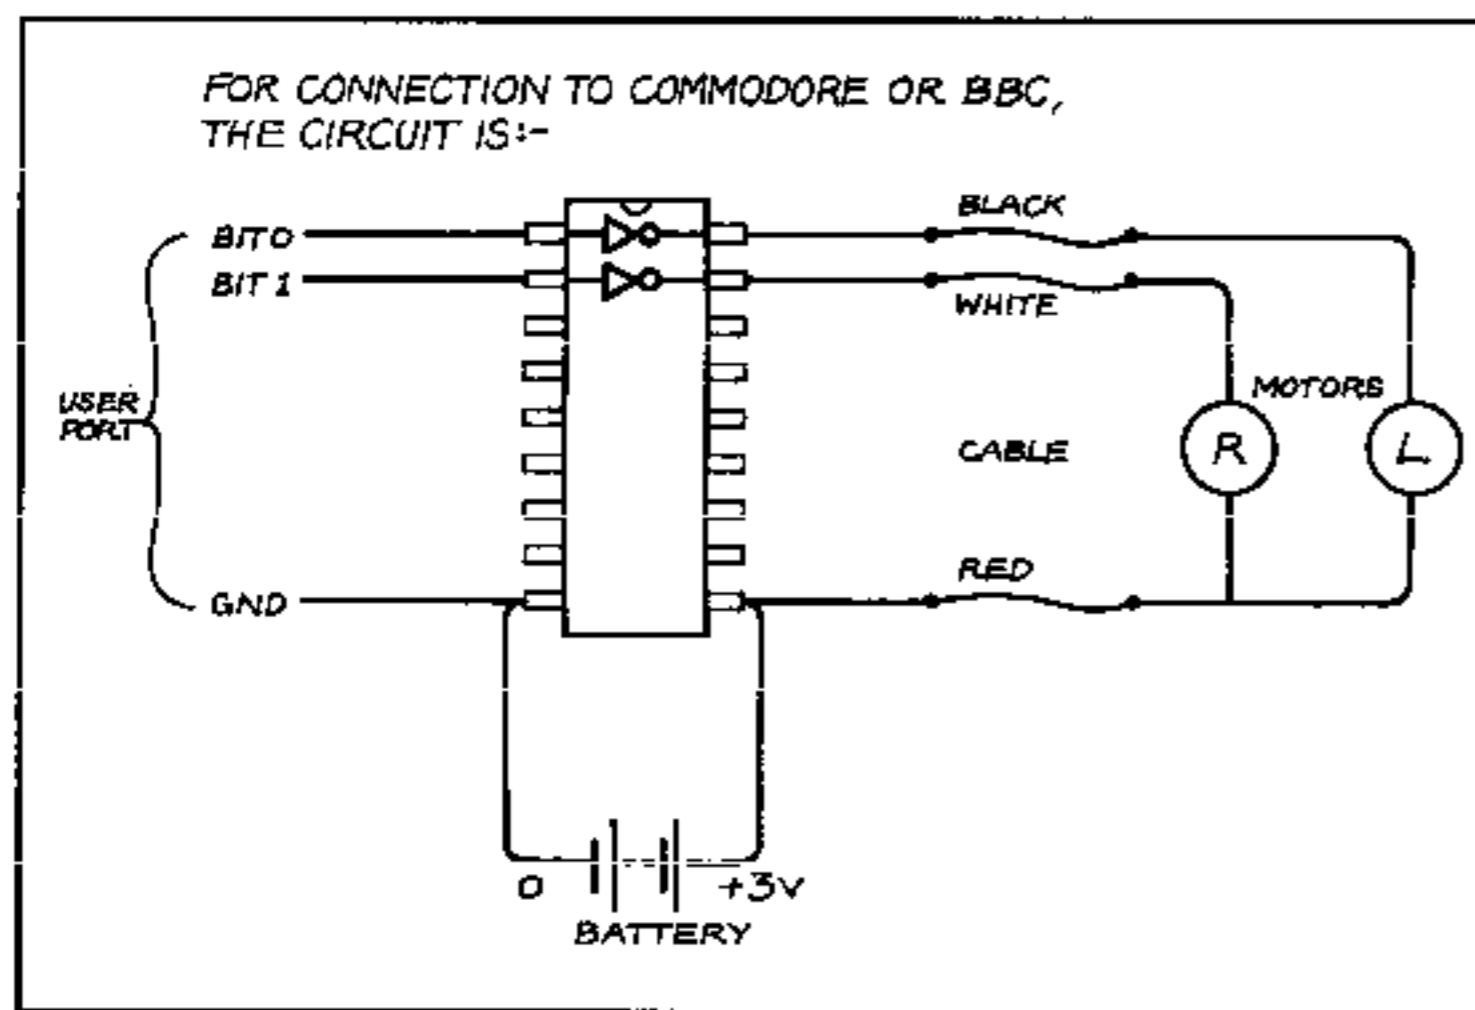 FOR CONNECTION TO COMMODORE OR BBC,
THE CIRCUIT IS:-
BLACK
BIT 0
BIT 1
WHITE
USER
PORT
MOTORS
R
L
CABLE
RED
GND
0
+3V
BATTERY